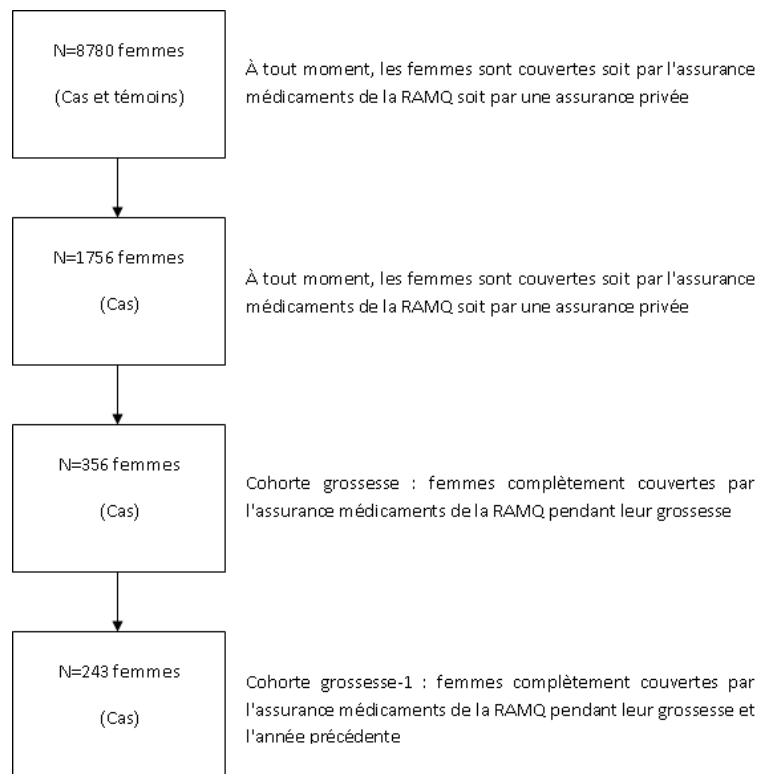 N=8780 femmes
(Cas et témoins)
À tout moment, les femmes sont couvertes soit par l'assurance
médicaments de la RAMQ soit par une assurance privée
N=1756 femmes
(Cas)
À tout moment, les femmes sont couvertes soit par l'assurance
médicaments de la RAMQ soit par une assurance privée
N=356 femmes
(Cas)
Cohorte grossesse : femmes complètement couvertes par
l'assurance médicaments de la RAMQ pendant leur grossesse
N=243 femmes
(Cas)
Cohorte grossesse-1 : femmes complètement couvertes par
l'assurance médicaments de la RAMQ pendant leur grossesse et
l'année précédente